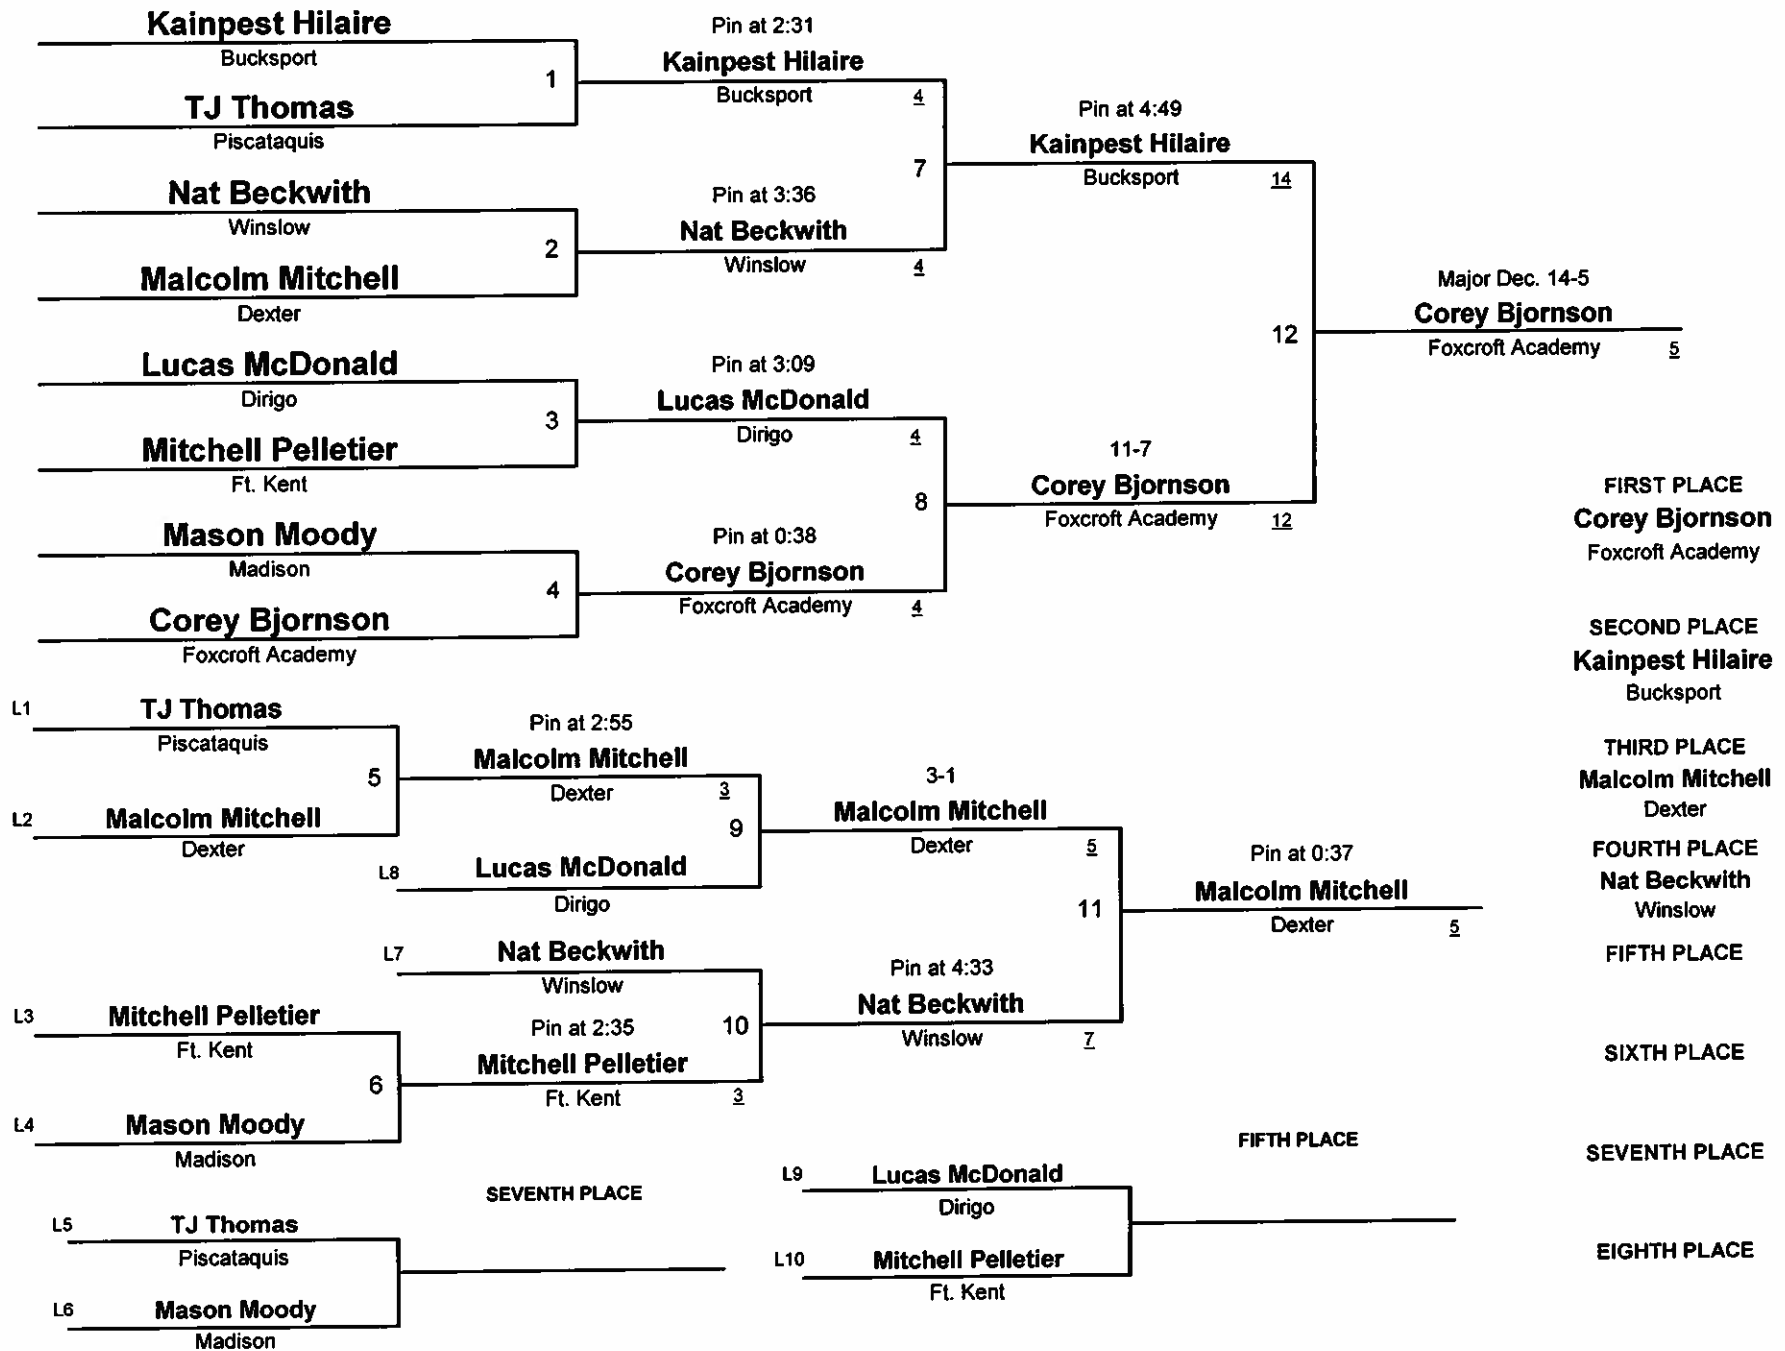 Kainpest Hilaire
Bucksport
1
TJ Thomas
Piscataquis
Nat Beckwith
Winslow
2
Malcolm Mitchell
Dexter
Lucas McDonald
Dirigo
3
Mitchell Pelletier
Ft. Kent
Mason Moody
Madison
4
Corey Bjornson
Foxcroft Academy
Pin at 2:31
Kainpest Hilaire
Bucksport 4
7
Pin at 3:36
Nat Beckwith
Winslow 4
Pin at 3:09
Lucas McDonald
Dirigo 4
8
Pin at 0:38
Corey Bjornson
Foxcroft Academy 4
Pin at 4:49
Kainpest Hilaire
Bucksport 14
12
11-7
Corey Bjornson
Foxcroft Academy 12
Major Dec. 14-5
Corey Bjornson
Foxcroft Academy 5
FIRST PLACE
Corey Bjornson
Foxcroft Academy
SECOND PLACE
Kainpest Hilaire
Bucksport
THIRD PLACE
Malcolm Mitchell
Dexter
FOURTH PLACE
Nat Beckwith
Winslow
FIFTH PLACE
SIXTH PLACE
SEVENTH PLACE
EIGHTH PLACE
L1 TJ Thomas
Piscataquis
5
L2 Malcolm Mitchell
Dexter
Pin at 2:55
Malcolm Mitchell
Dexter 3
9
L8 Lucas McDonald
Dirigo
L7 Nat Beckwith
Winslow
10
L3 Mitchell Pelletier
Ft. Kent
6
L4 Mason Moody
Madison
Pin at 2:35
Mitchell Pelletier
Ft. Kent 3
3-1
Malcolm Mitchell
Dexter 5
11
Pin at 4:33
Nat Beckwith
Winslow 7
Pin at 0:37
Malcolm Mitchell
Dexter 5
SEVENTH PLACE
L5 TJ Thomas
Piscataquis
L6 Mason Moody
Madison
FIFTH PLACE
L9 Lucas McDonald
Dirigo
L10 Mitchell Pelletier
Ft. Kent